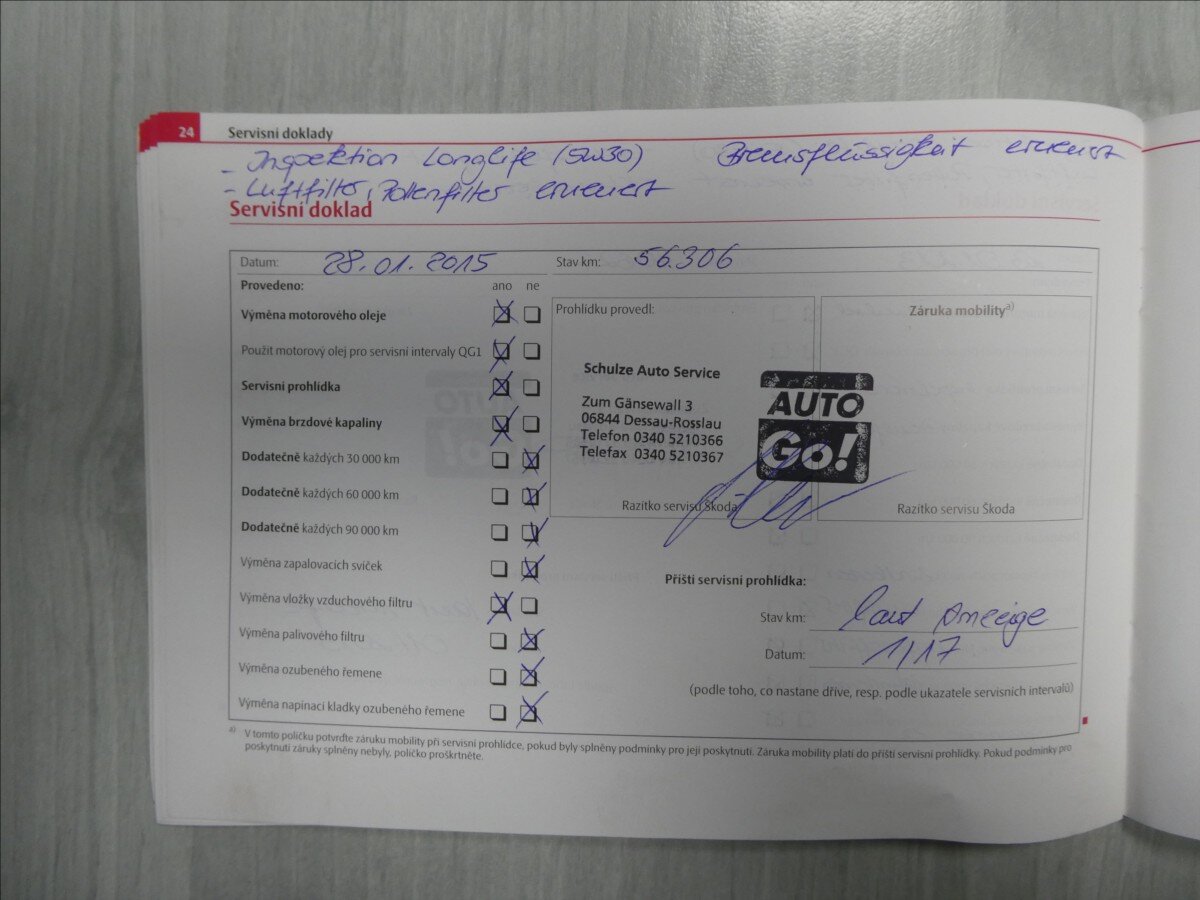 24 Servisní doklady
- Inspektion Longlife (5W30) Bremsflüssigkeit erneuert
- Luftfilter, Pollenfilter erneuert
Servisní doklad
Datum: 28.01.2015 Stav km: 56.306
Provedeno: ano ne
Výměna motorového oleje
Použit motorový olej pro servisní intervaly QG1
Servisní prohlídka
Výměna brzdové kapaliny
Dodatečně každých 30 000 km
Dodatečně každých 60 000 km
Dodatečně každých 90 000 km
Výměna zapalovacích svíček
Výměna vložky vzduchového filtru
Výměna palivového filtru
Výměna ozubeného řemene
Výměna napínací kladky ozubeného řemene
Prohlídku provedl:
Schulze Auto Service
Zum Gänsewall 3
06844 Dessau-Rosslau
Telefon 0340 5210366
Telefax 0340 5210367
AUTO
Go!
Razítko servisu Škoda
Záruka mobility a)
Razítko servisu Škoda
Příští servisní prohlídka:
Stav km: laut Anzeige
Datum: 1/17
(podle toho, co nastane dříve, resp. podle ukazatele servisních intervalů)
a) V tomto políčku potvrďte záruku mobility při servisní prohlídce, pokud byly splněny podmínky pro její poskytnutí. Záruka mobility platí do příští servisní prohlídky. Pokud podmínky pro
poskytnutí záruky splněny nebyly, políčko proškrtněte.